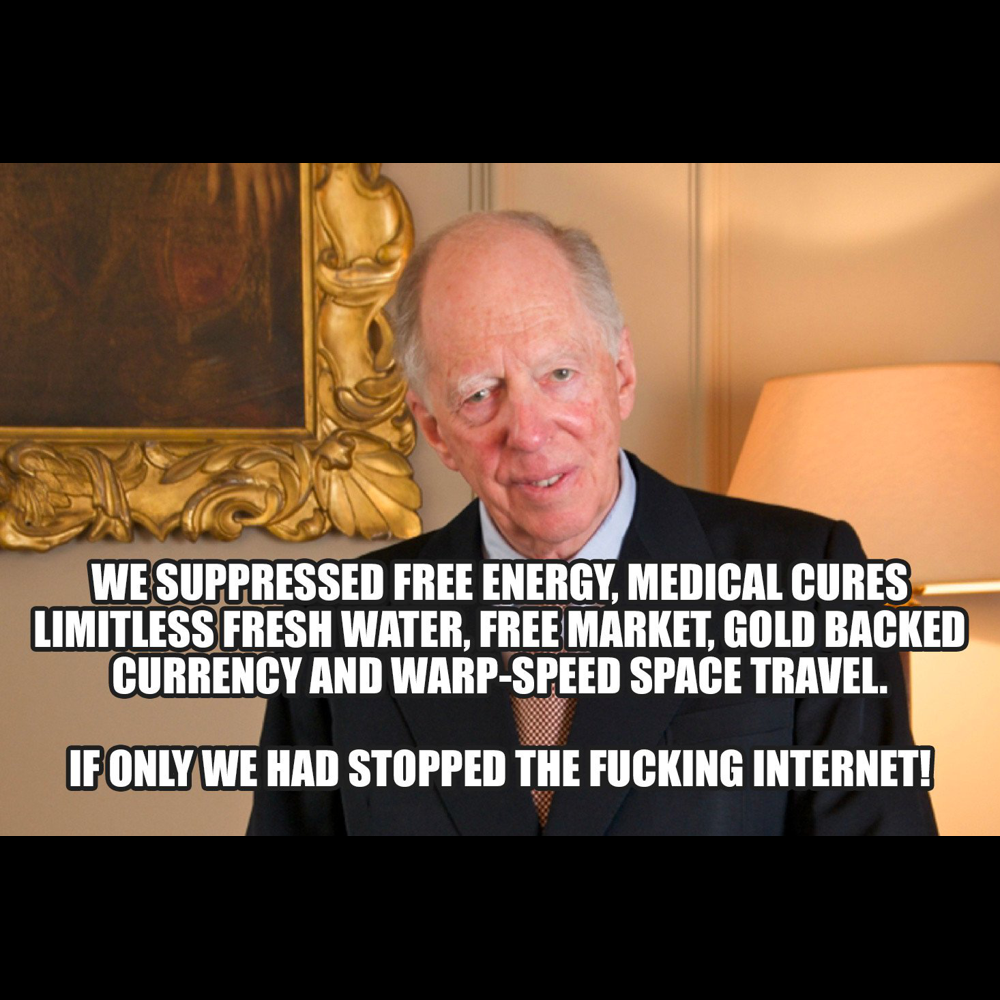 WE SUPPRESSED FREE ENERGY, MEDICAL CURES
LIMITLESS FRESH WATER, FREE MARKET, GOLD BACKED
CURRENCY AND WARP-SPEED SPACE TRAVEL.
IF ONLY WE HAD STOPPED THE FUCKING INTERNET!